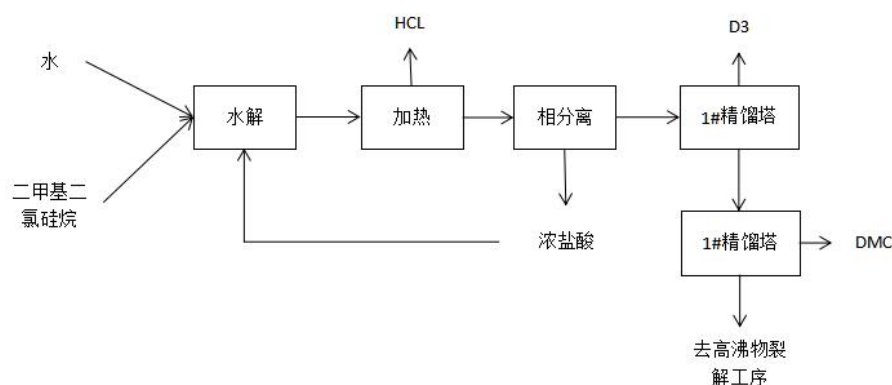 HCL
D3
水
水解
加热
相分离
1#精馏塔
二甲基二
氯硅烷
浓盐酸
1#精馏塔
DMC
去高沸物裂
解工序